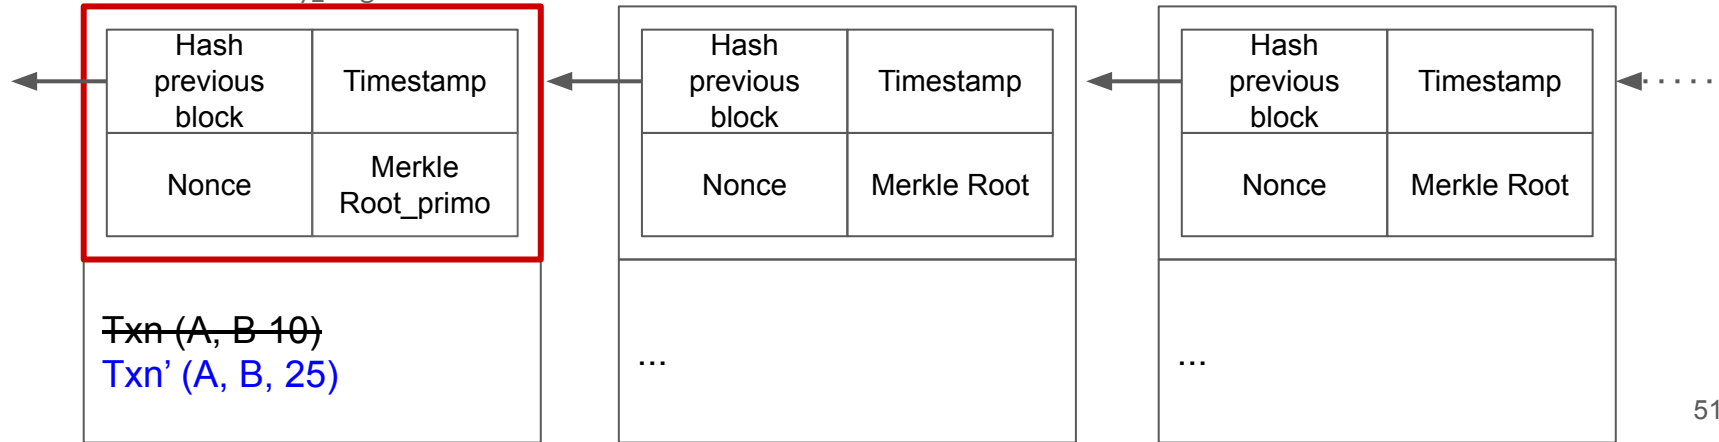 Hash
previous
block
Timestamp
Nonce
Merkle
Root_primo
Txn (A, B 10)
Txn’ (A, B, 25)
Hash
previous
block
Timestamp
Nonce
Merkle Root
...
Hash
previous
block
Timestamp
Nonce
Merkle Root
...
51